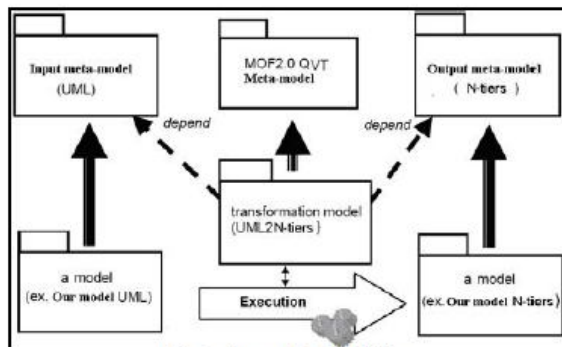 Input meta-model
(UML)
MOF2.0 QVT
Meta-model
Output meta-model
( N-tiers )
depend
depend
transformation model
(UML2N-tiers)
a model
(ex. Our model UML)
Execution
a model
(ex. Our model N-tiers)